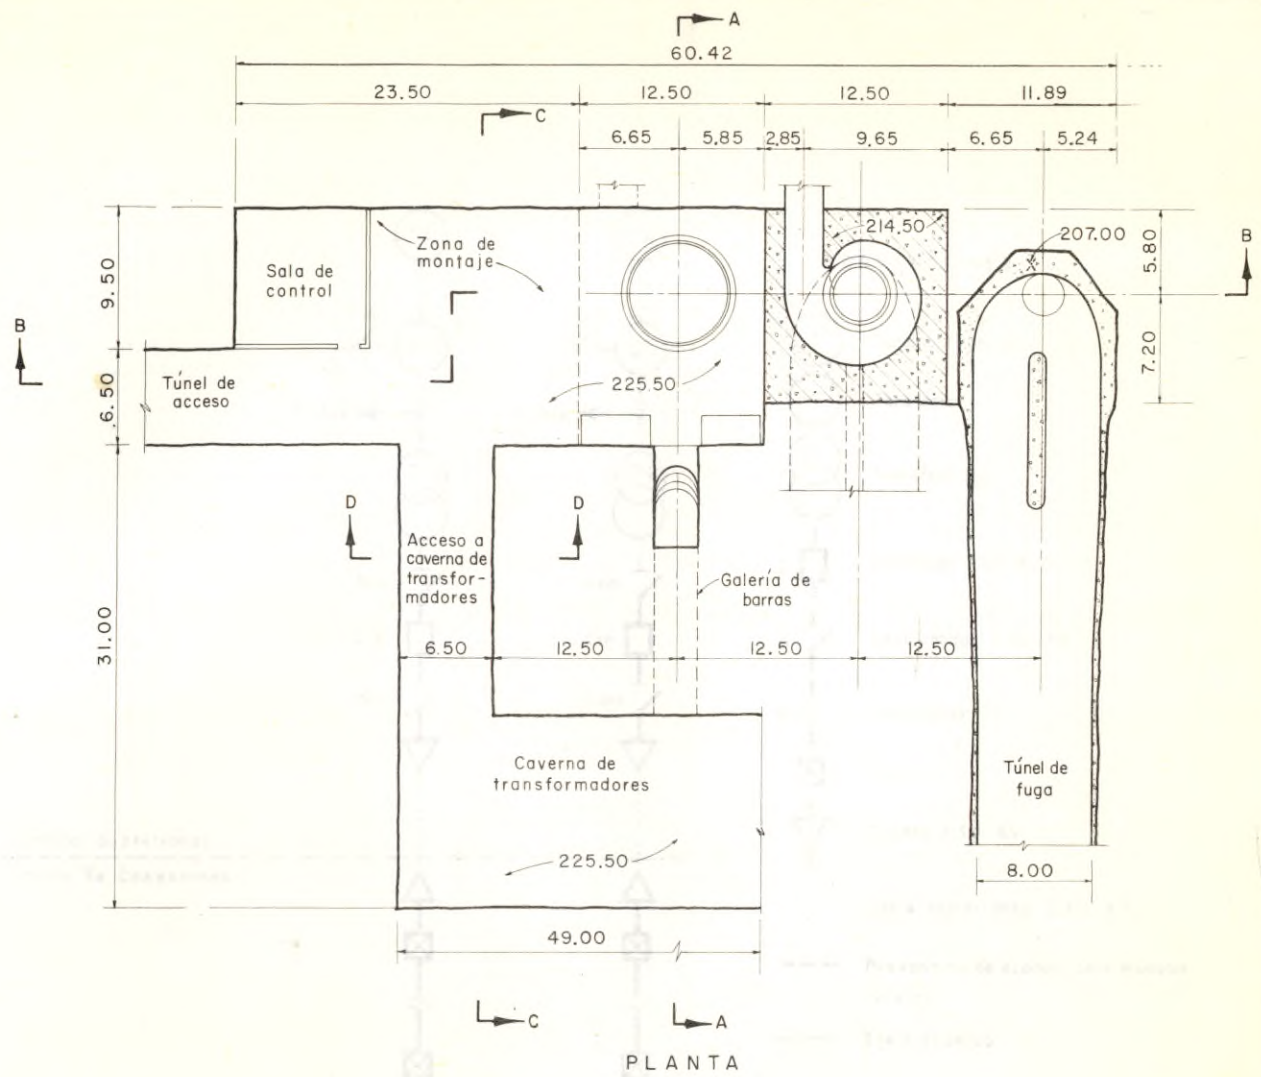 A
60.42
23.50 12.50 12.50 11.89
C
6.65 5.85 2.85 9.65 6.65 5.24
214.50
207.00
B
5.80
Zona de
montaje
Sala de
control
9.50
B
7.20
Túnel de
acceso
6.50
225.50
D D
Acceso a
caverna de
transfor-
madores
Galería de
barras
31.00
6.50 12.50 12.50 12.50
Caverna de
transformadores
Túnel de
fuga
225.50
8.00
49.00
C A
PLANTA